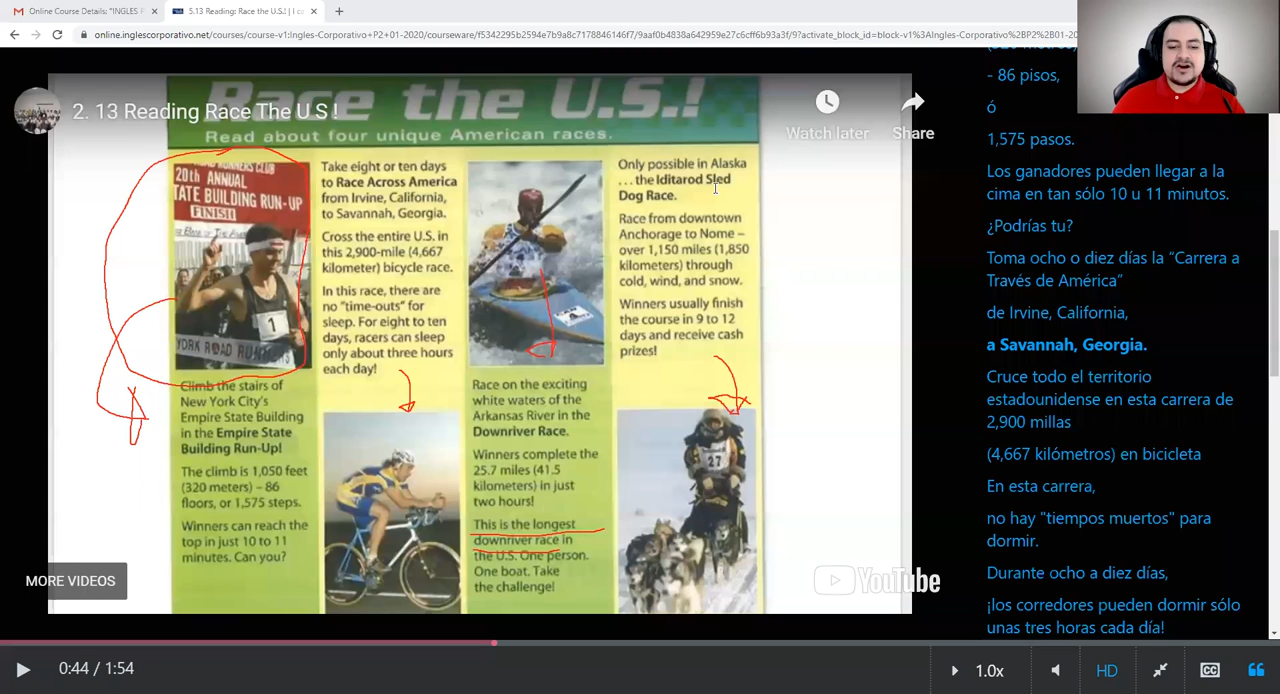 Online Course Details: "INGLES P
5.13 Reading: Race the U.S.! | I c
online.inglescorporativo.net/courses/course-v1:Ingles-Corporativo+P2+01-2020/courseware/f5342295b2594e7b9a8c7178846146f7/9aaf0b4838a642959e27c6cff6b93a3f/9?activate_block_id=block-v1%3AIngles-Corporativo%2BP2%2B01-20
2. 13 Reading Race The U S !
Watch later
Share
Race the U.S.!
Read about four unique American races.
20th ANNUAL
TATE BUILDING RUN-UP
FINISH
1
YORK ROAD RUNNERS
Climb the stairs of
New York City's
Empire State Building
in the Empire State
Building Run-Up!
The climb is 1,050 feet
(320 meters) – 86
floors, or 1,575 steps.
Winners can reach the
top in just 10 to 11
minutes. Can you?
Take eight or ten days
to Race Across America
from Irvine, California,
to Savannah, Georgia.
Cross the entire U.S. in
this 2,900-mile (4,667
kilometer) bicycle race.
In this race, there are
no "time-outs" for
sleep. For eight to ten
days, racers can sleep
only about three hours
each day!
Race on the exciting
white waters of the
Arkansas River in the
Downriver Race.
Winners complete the
25.7 miles (41.5
kilometers) in just
two hours!
This is the longest
downriver race in
the U.S. One person.
One boat. Take
the challenge!
Only possible in Alaska
. . . the Iditarod Sled
Dog Race.
Race from downtown
Anchorage to Nome –
over 1,150 miles (1,850
kilometers) through
cold, wind, and snow.
Winners usually finish
the course in 9 to 12
days and receive cash
prizes!
27
MORE VIDEOS
YouTube
- 86 pisos,
ó
1,575 pasos.
Los ganadores pueden llegar a la
cima en tan sólo 10 u 11 minutos.
¿Podrías tu?
Toma ocho o diez días la "Carrera a
Través de América"
de Irvine, California,
a Savannah, Georgia.
Cruce todo el territorio
estadounidense en esta carrera de
2,900 millas
(4,667 kilómetros) en bicicleta
En esta carrera,
no hay "tiempos muertos" para
dormir.
Durante ocho a diez días,
¡los corredores pueden dormir sólo
unas tres horas cada día!
0:44 / 1:54
1.0x
HD
CC